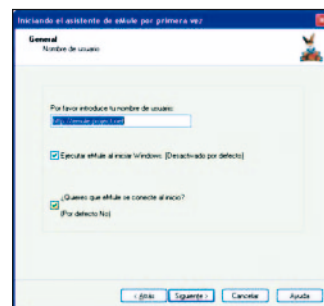 Iniciando el asistente de eMule por primera vez
General
Nombre de usuario
Por favor introduce tu nombre de usuario:
http://emule-project.net
Ejecutar eMule al iniciar Windows. (Desactivado por defecto)
¿Quieres que eMule se conecte al inicio?
(Por defecto No)
< Atrás Siguiente > Cancelar Ayuda